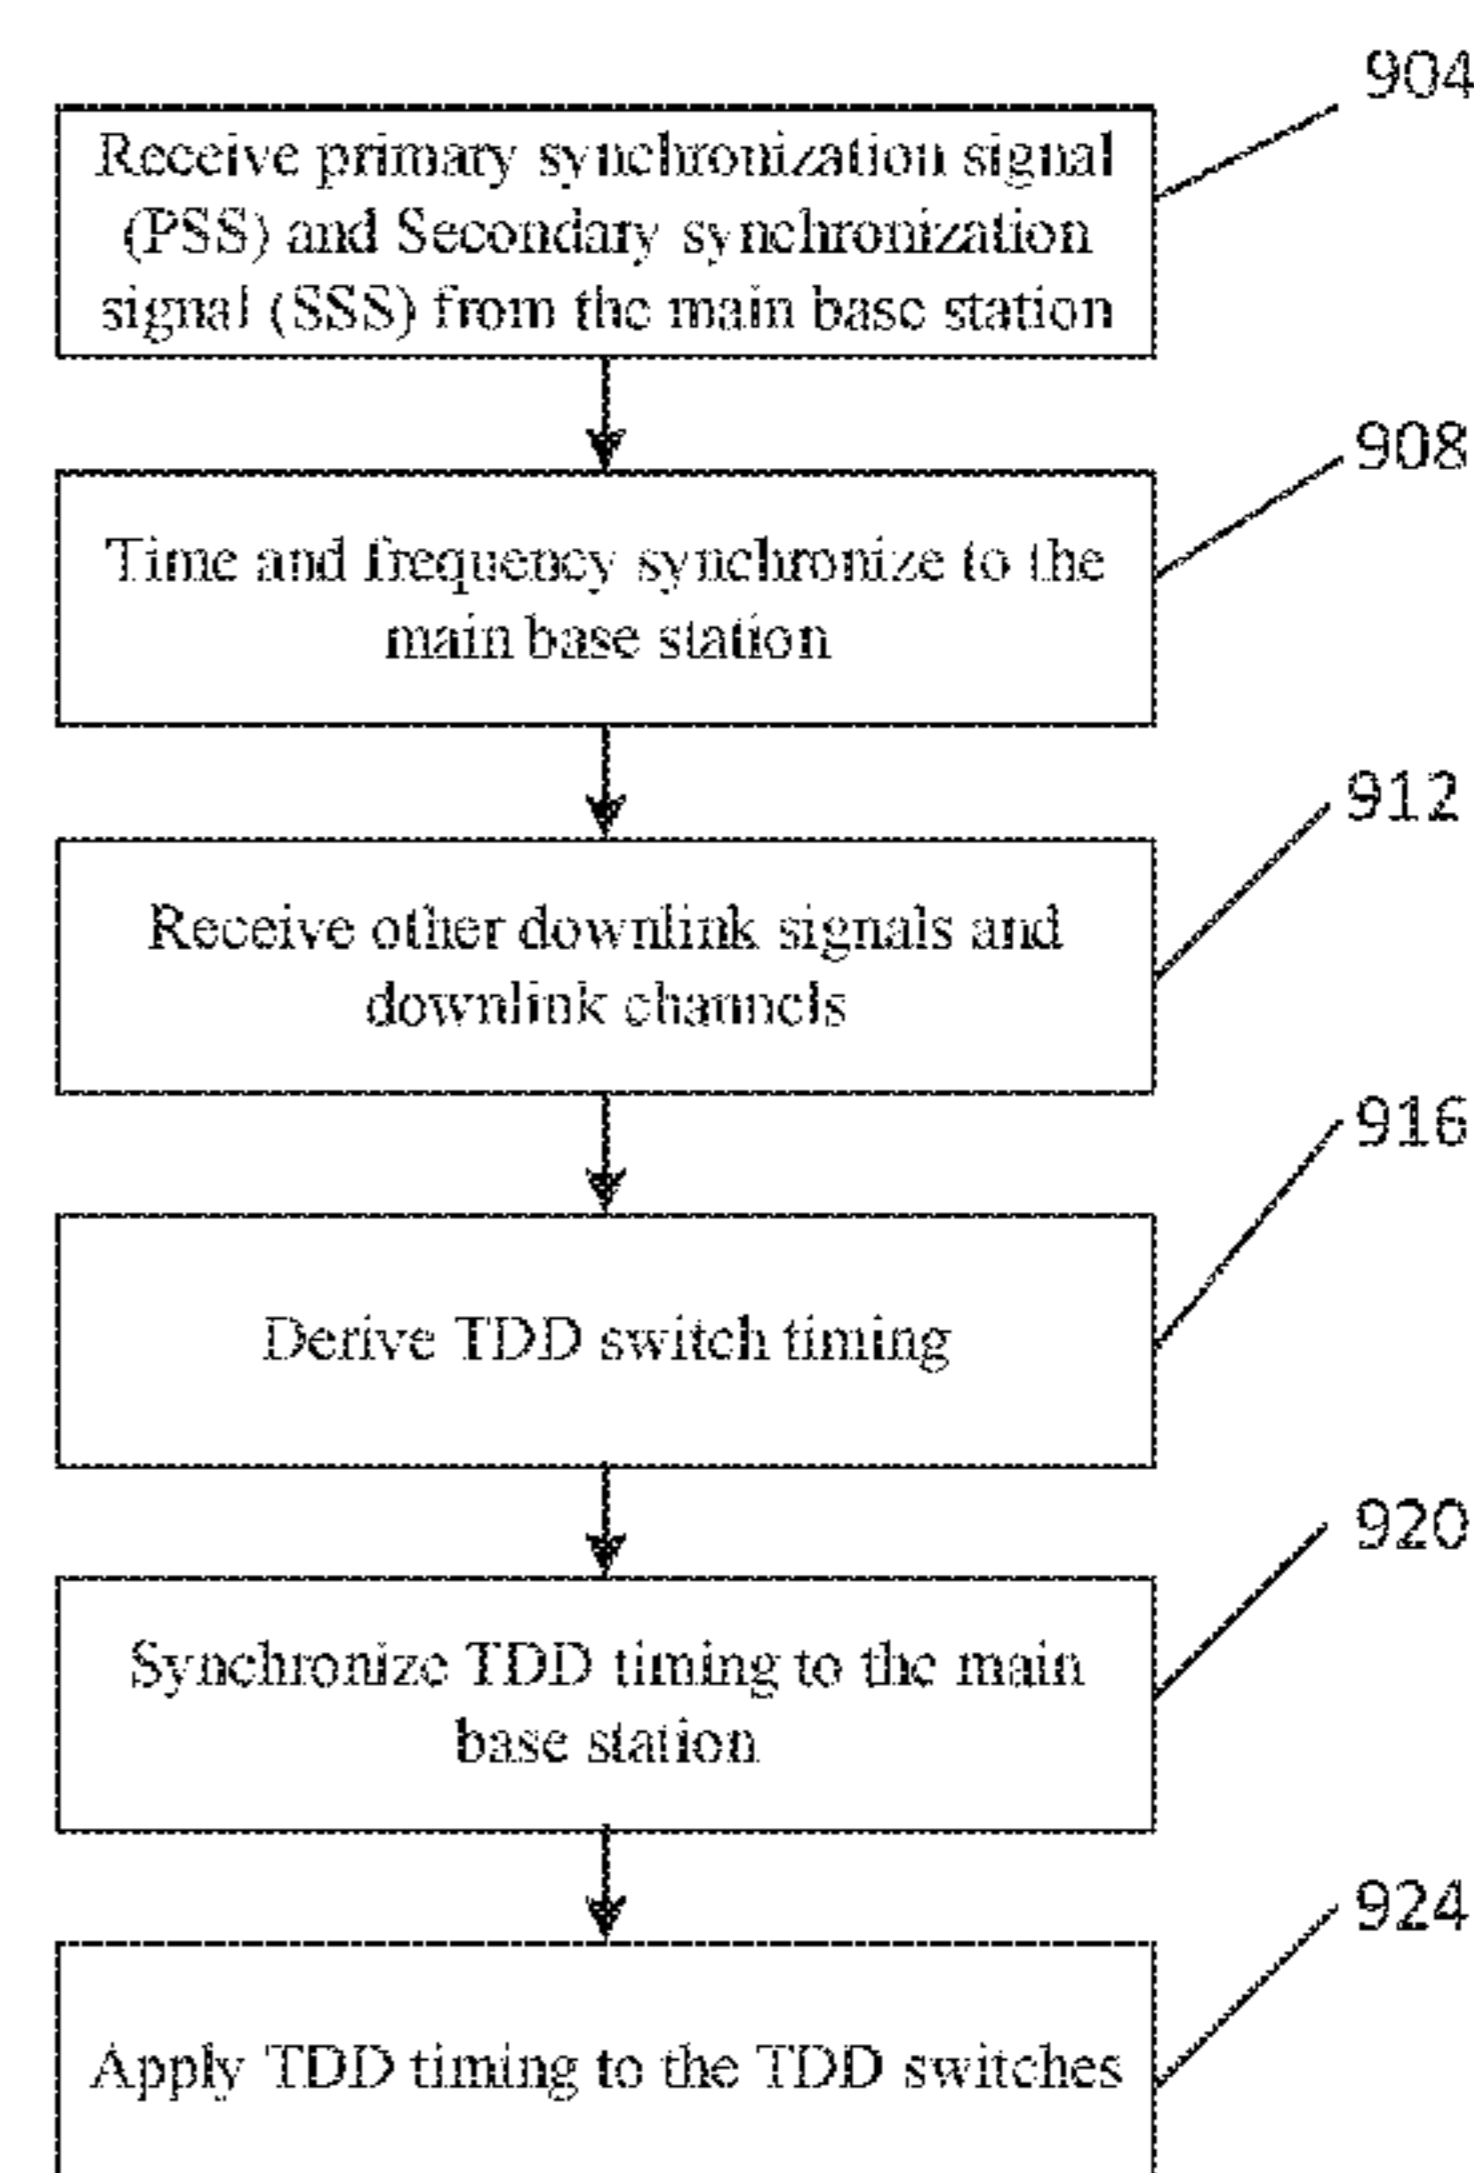 904
Receive primary synchronization signal
(PSS) and Secondary synchronization
signal (SSS) from the main base station
908
Time and frequency synchronize to the
main base station
912
Receive other downlink signals and
downlink channels
916
Derive TDD switch timing
920
Synchronize TDD timing to the main
base station
924
Apply TDD timing to the TDD switches